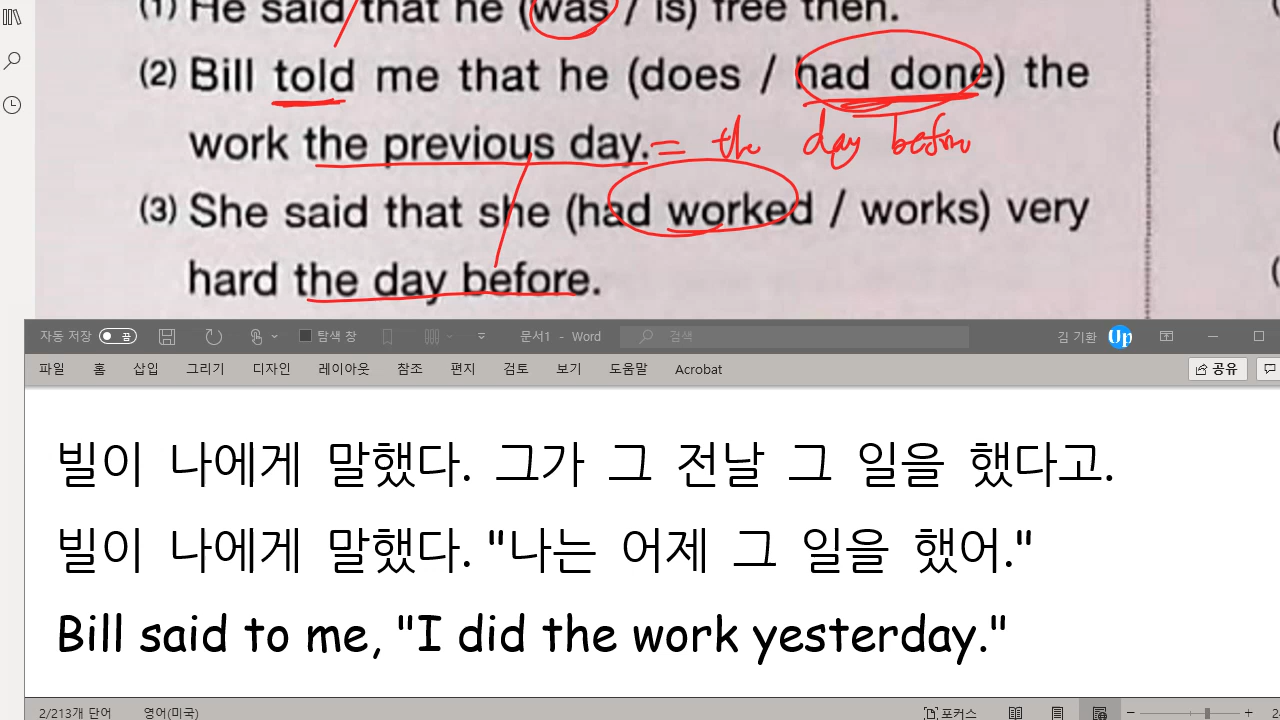 (1) He said that he (was / is) free then.
(2) Bill told me that he (does / had done) the
work the previous day. = the day before
(3) She said that she (had worked / works) very
hard the day before.
자동 저장 끔 탐색 창 문서1 - Word 검색 김 기환 Up
파일 홈 삽입 그리기 디자인 레이아웃 참조 편지 검토 보기 도움말 Acrobat 공유
빌이 나에게 말했다. 그가 그 전날 그 일을 했다고.
빌이 나에게 말했다. "나는 어제 그 일을 했어."
Bill said to me, "I did the work yesterday."
2/213개 단어 영어(미국) 포커스